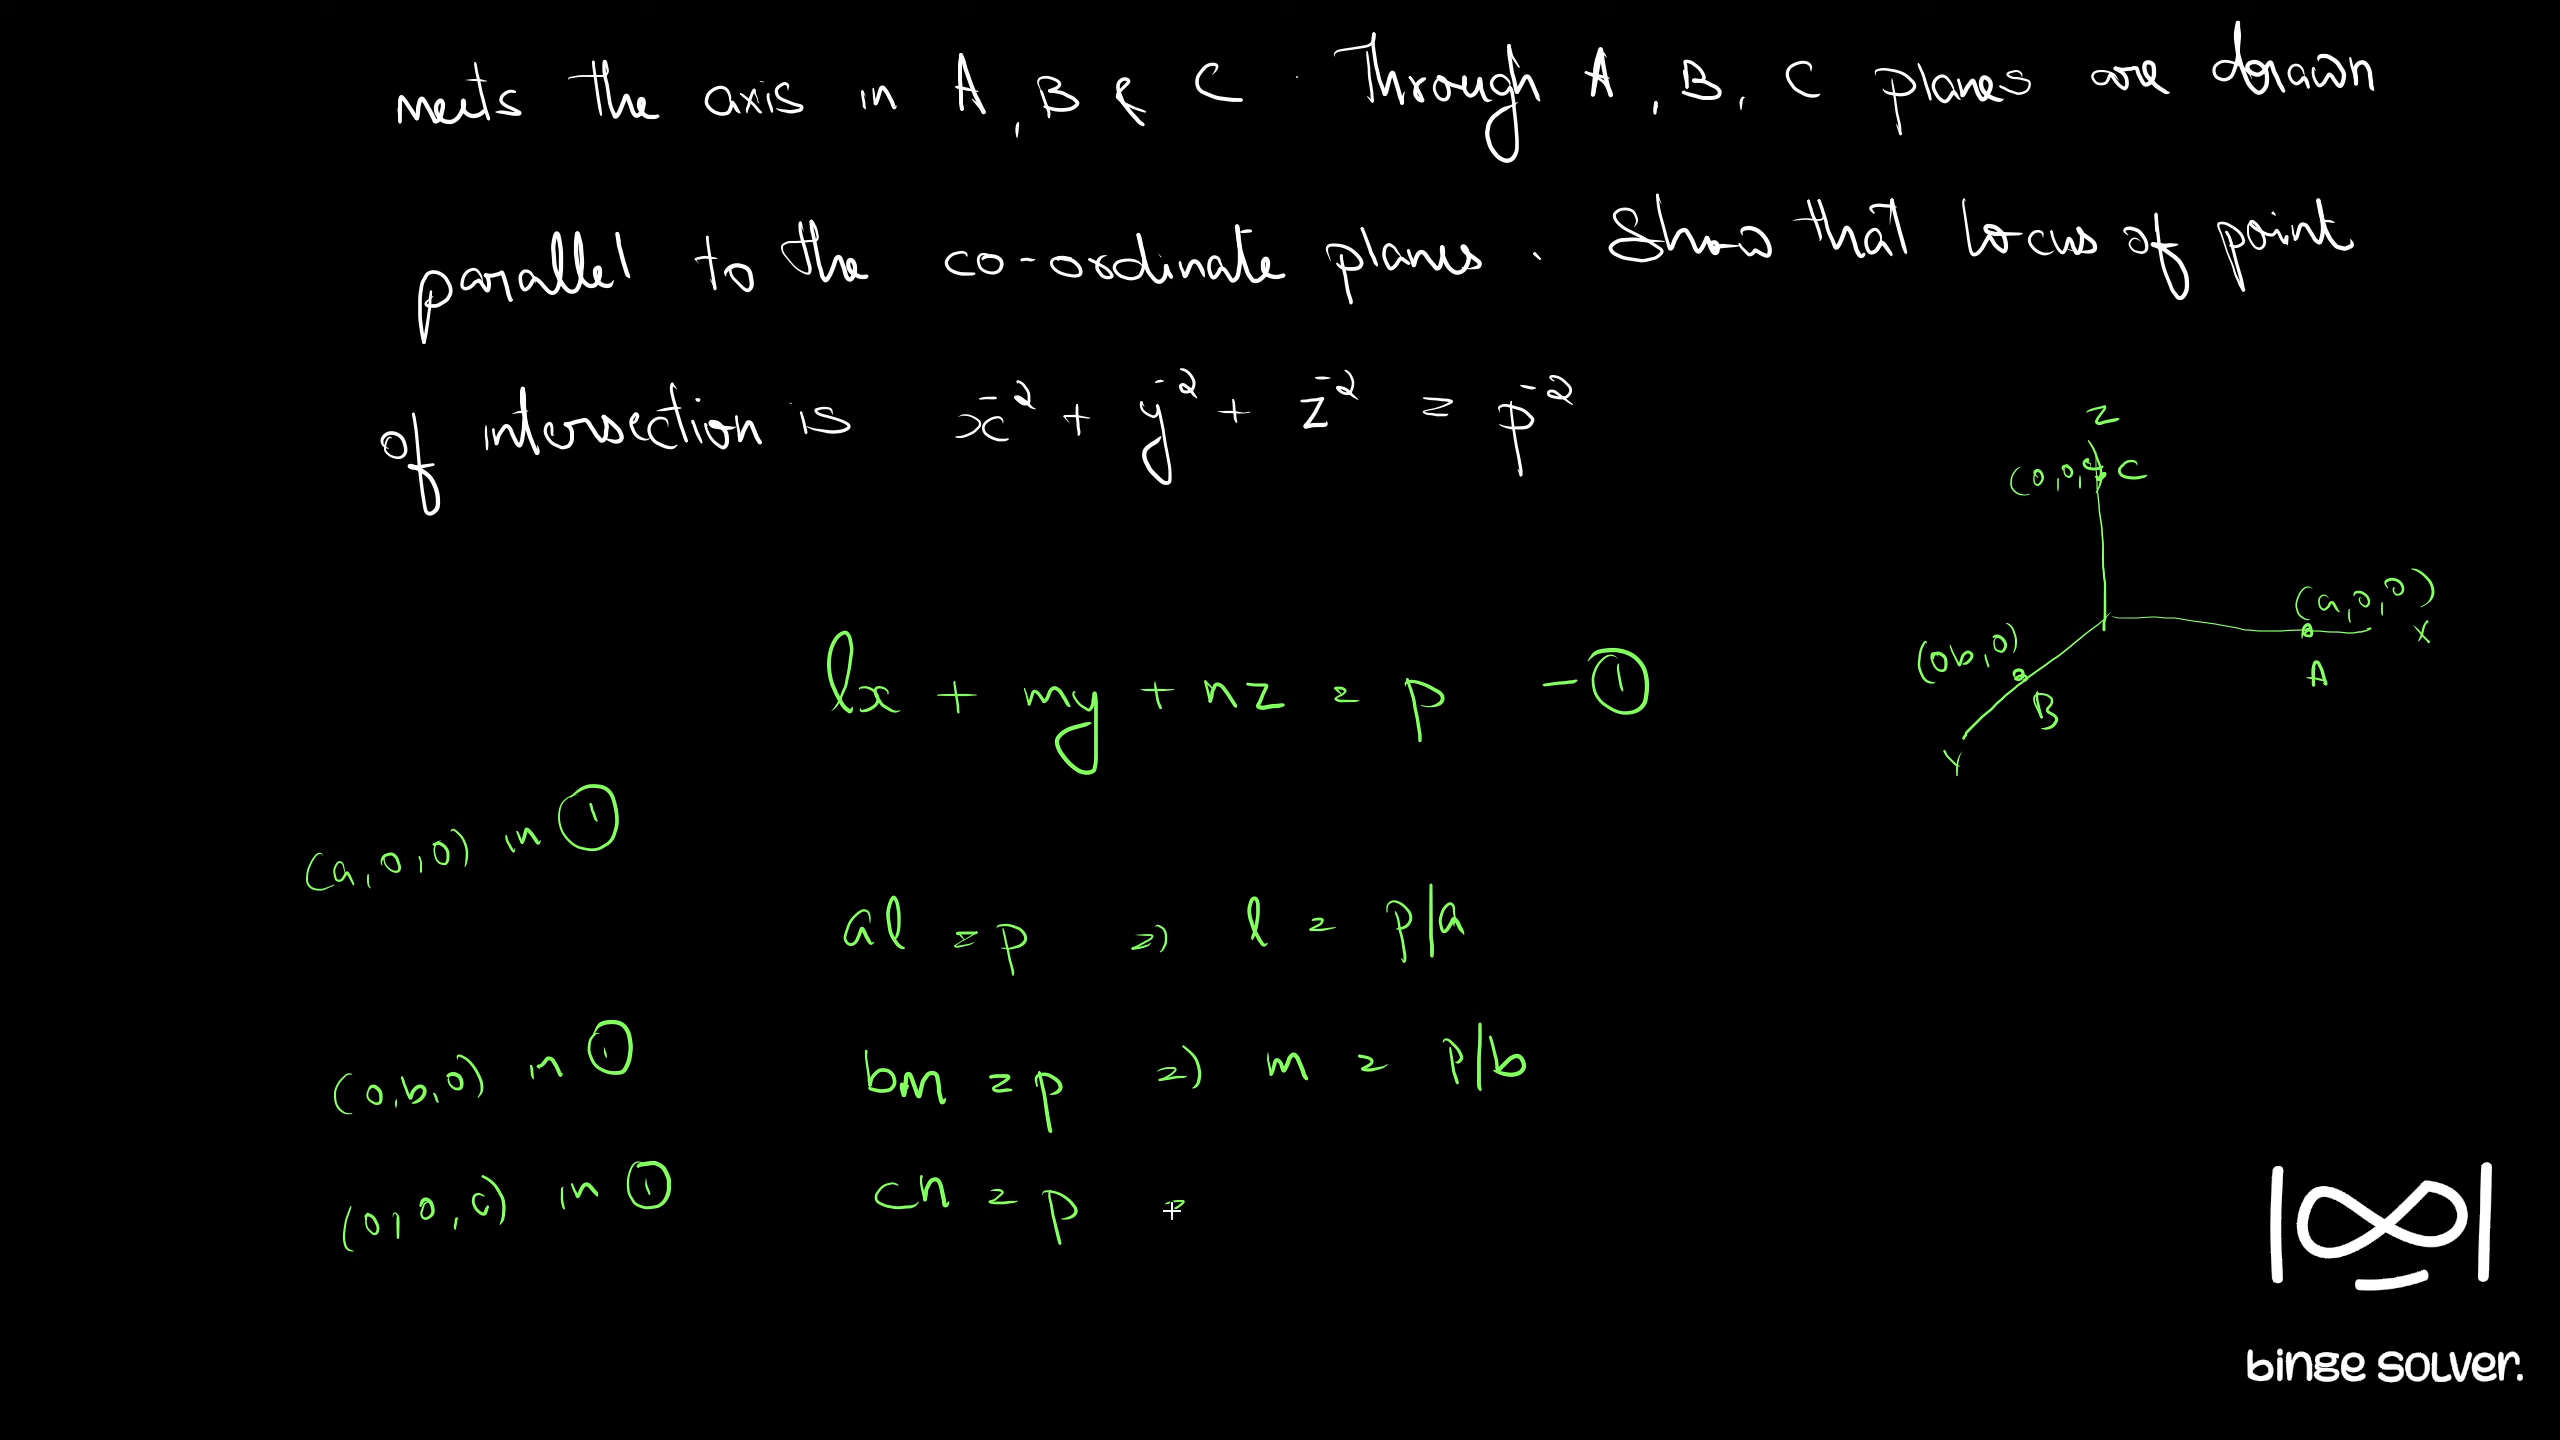 meets the axis in A, B & C. Through A, B, C planes are drawn
parallel to the co-ordinate planes. Show that locus of point
of intersection is x⁻² + y⁻² + z⁻² = p⁻²
Z
(0,0,c) C
(a,0,0)
X
A
(0b,0)
B
Y
lx + my + nz = p - ①
(a,0,0) in ①
al = p => l = p/a
(0,b,0) in ① bm = p => m = p/b
(0,0,c) in ① cn = p =
binge solver.